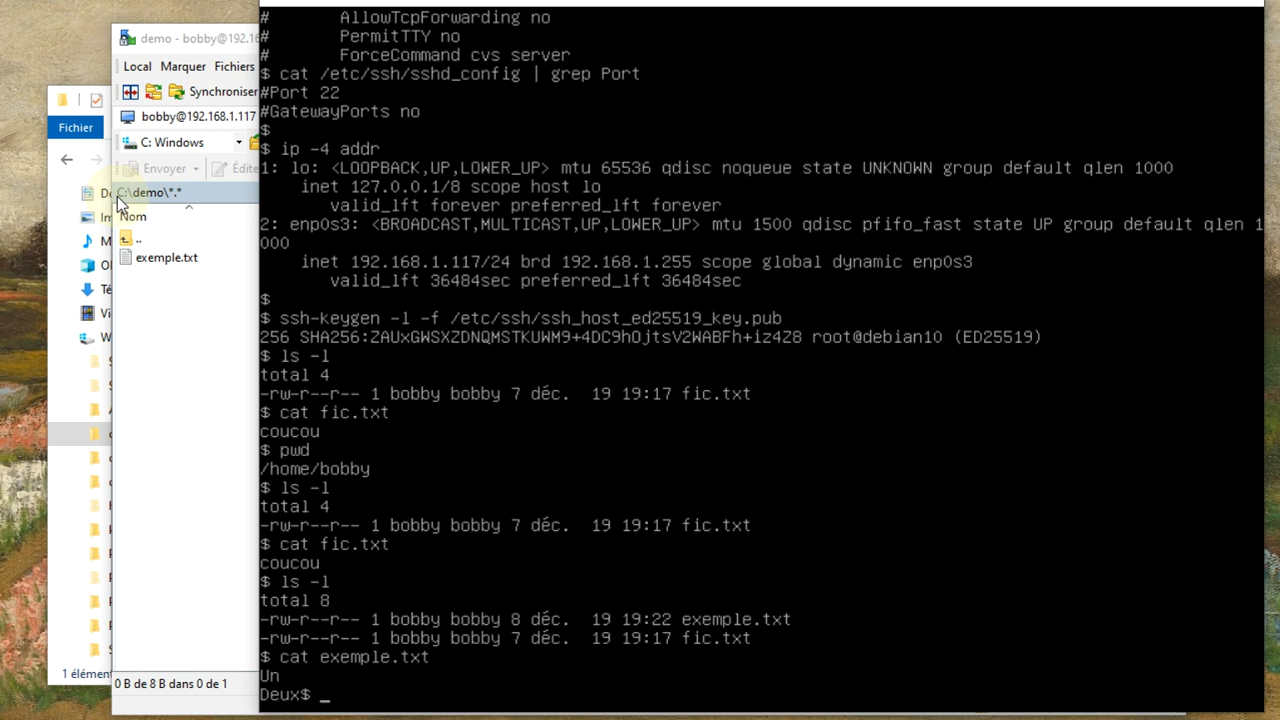 demo - bobby@192.16
Local Marquer Fichiers
Synchroniser
bobby@192.168.1.117
C: Windows
Envoyer Édite
C:\demo\*.*
Nom
..
exemple.txt
0 B de 8 B dans 0 de 1
Fichier
1 élément
# AllowTcpForwarding no
# PermitTTY no
# ForceCommand cvs server
$ cat /etc/ssh/sshd_config | grep Port
#Port 22
#GatewayPorts no
$
$ ip -4 addr
1: lo: <LOOPBACK,UP,LOWER_UP> mtu 65536 qdisc noqueue state UNKNOWN group default qlen 1000
inet 127.0.0.1/8 scope host lo
valid_lft forever preferred_lft forever
2: enp0s3: <BROADCAST,MULTICAST,UP,LOWER_UP> mtu 1500 qdisc pfifo_fast state UP group default qlen 1
000
inet 192.168.1.117/24 brd 192.168.1.255 scope global dynamic enp0s3
valid_lft 36484sec preferred_lft 36484sec
$
$ ssh-keygen -l -f /etc/ssh/ssh_host_ed25519_key.pub
256 SHA256:ZAUxGWSXZDNQMSTKUWM9+4DC9hOjtsV2WABFh+iz4Z8 root@debian10 (ED25519)
$ ls -l
total 4
-rw-r--r-- 1 bobby bobby 7 déc. 19 19:17 fic.txt
$ cat fic.txt
coucou
$ pwd
/home/bobby
$ ls -l
total 4
-rw-r--r-- 1 bobby bobby 7 déc. 19 19:17 fic.txt
$ cat fic.txt
coucou
$ ls -l
total 8
-rw-r--r-- 1 bobby bobby 8 déc. 19 19:22 exemple.txt
-rw-r--r-- 1 bobby bobby 7 déc. 19 19:17 fic.txt
$ cat exemple.txt
Un
Deux$ _